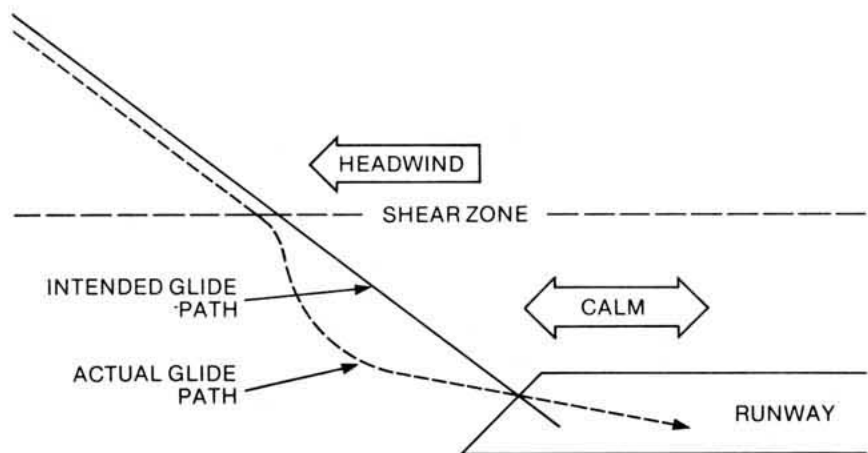 HEADWIND
SHEAR ZONE
INTENDED GLIDE
PATH
CALM
ACTUAL GLIDE
PATH
RUNWAY